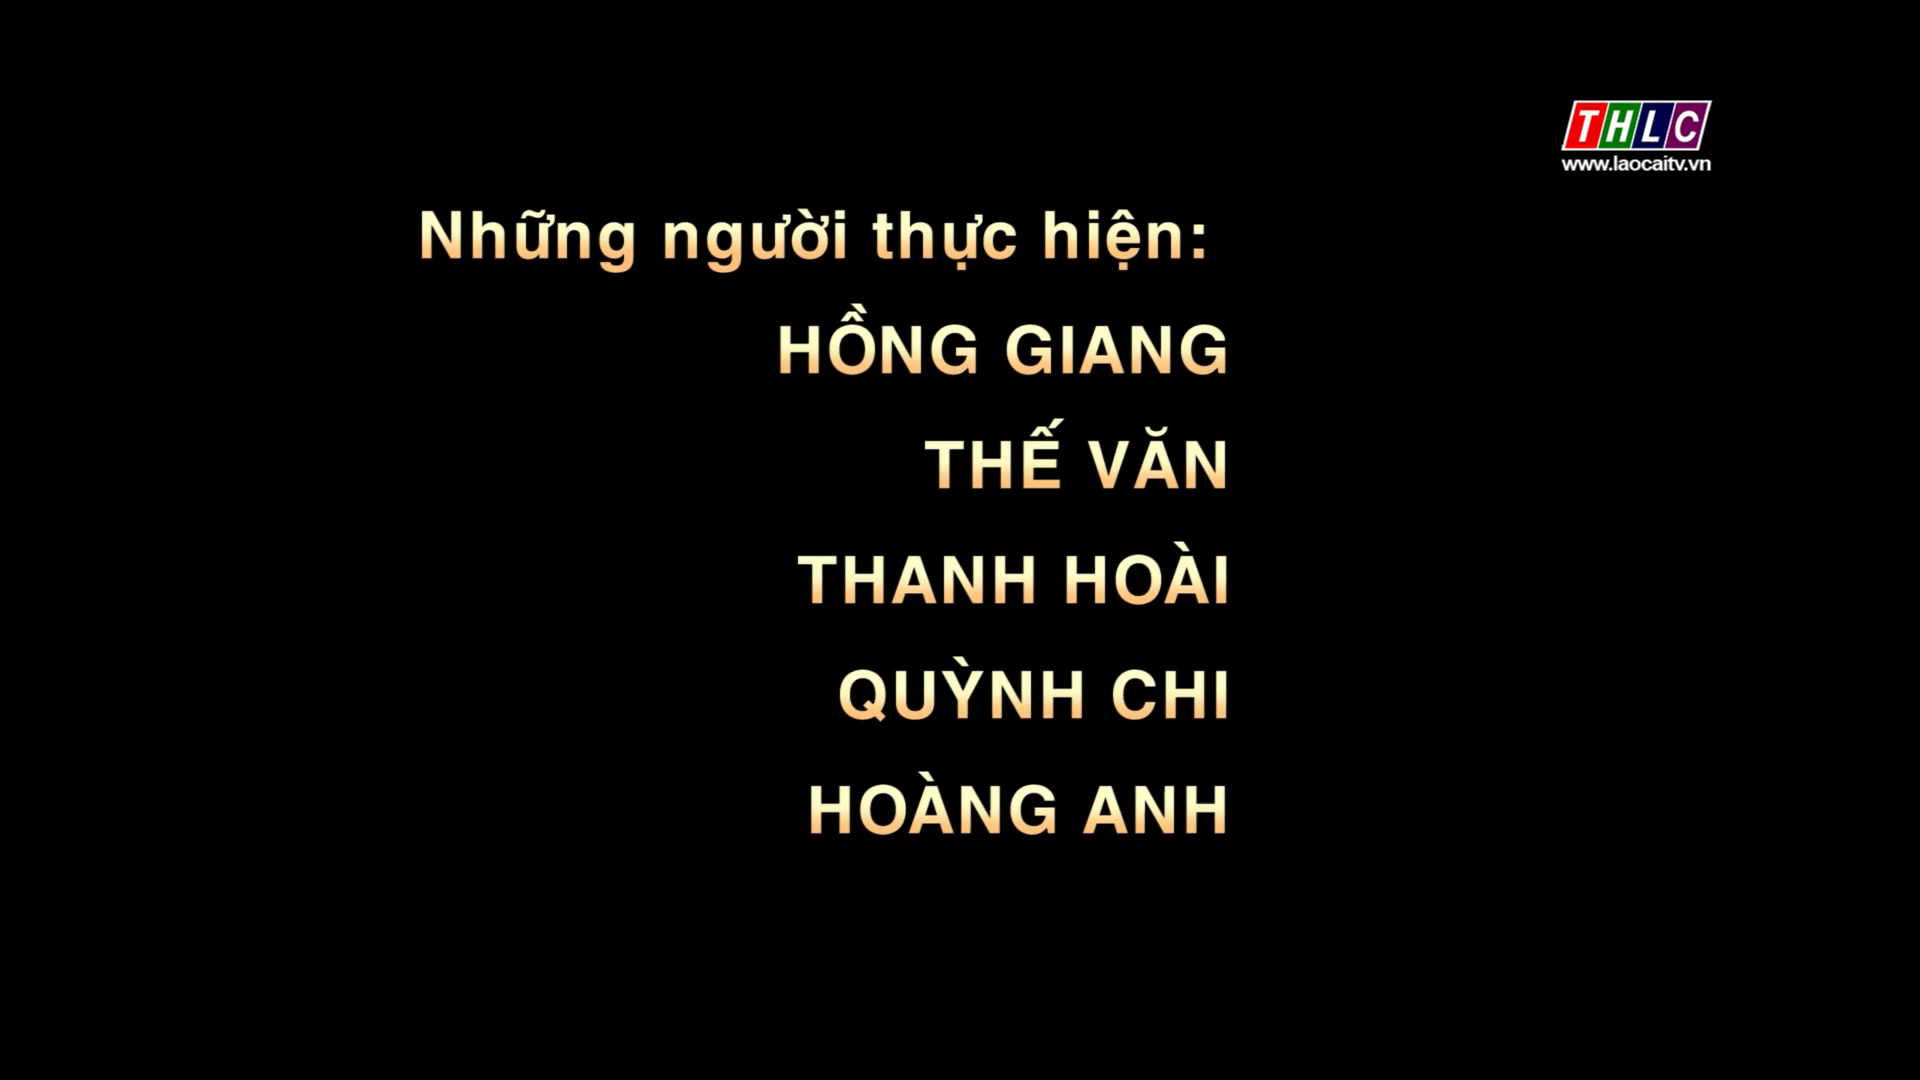 THLC
www.laocaitv.vn
Những người thực hiện:
HỒNG GIANG
THẾ VĂN
THANH HOÀI
QUỲNH CHI
HOÀNG ANH